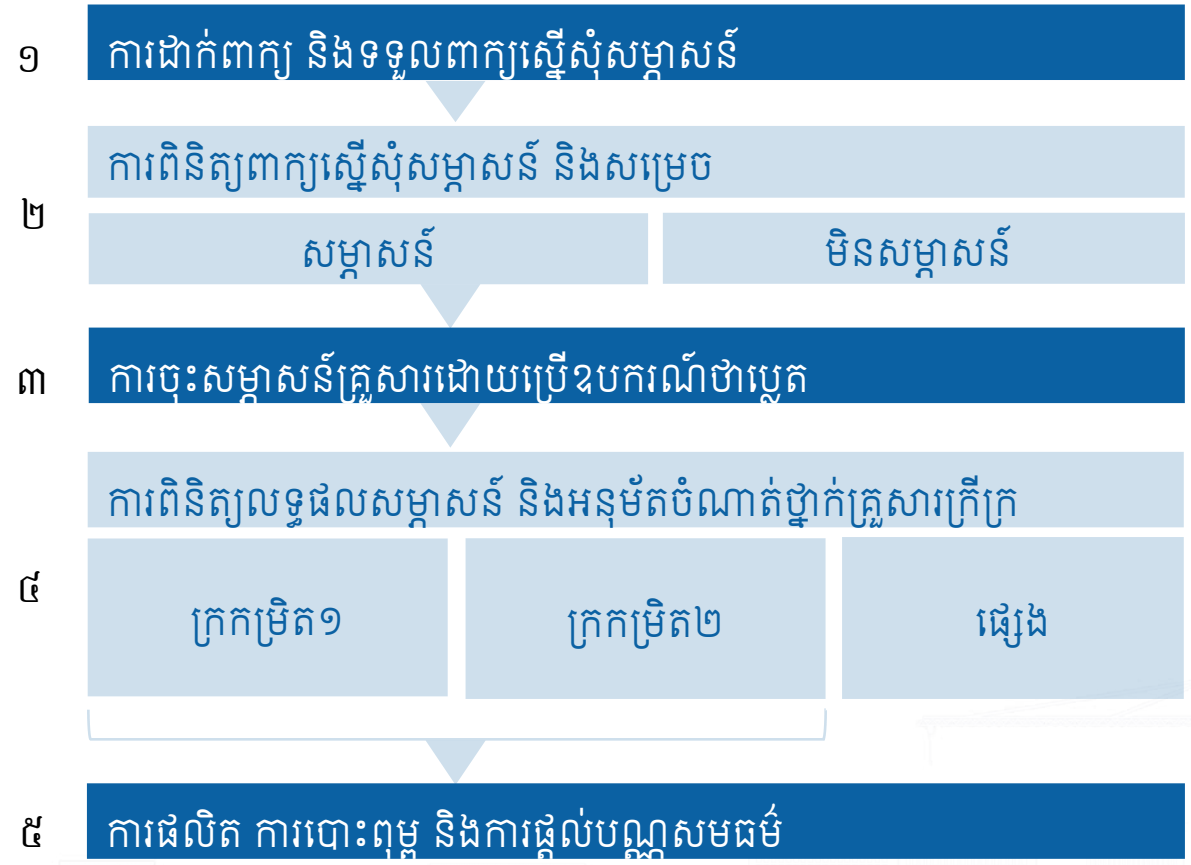 ១ ការដាក់ពាក្យ និងទទួលពាក្យស្នើសុំសម្ភាសន៍
ការពិនិត្យពាក្យស្នើសុំសម្ភាសន៍ និងសម្រេច
២
សម្ភាសន៍ មិនសម្ភាសន៍
៣ ការចុះសម្ភាសន៍គ្រួសារដោយប្រើឧបករណ៍ថាប្លេត
ការពិនិត្យលទ្ធផលសម្ភាសន៍ និងអនុម័តចំណាត់ថ្នាក់គ្រួសារក្រីក្រ
៤
ក្រកម្រិត១ ក្រកម្រិត២ ផ្សេង
៥ ការផលិត ការបោះពុម្ព និងការផ្តល់បណ្ណសមធម៌